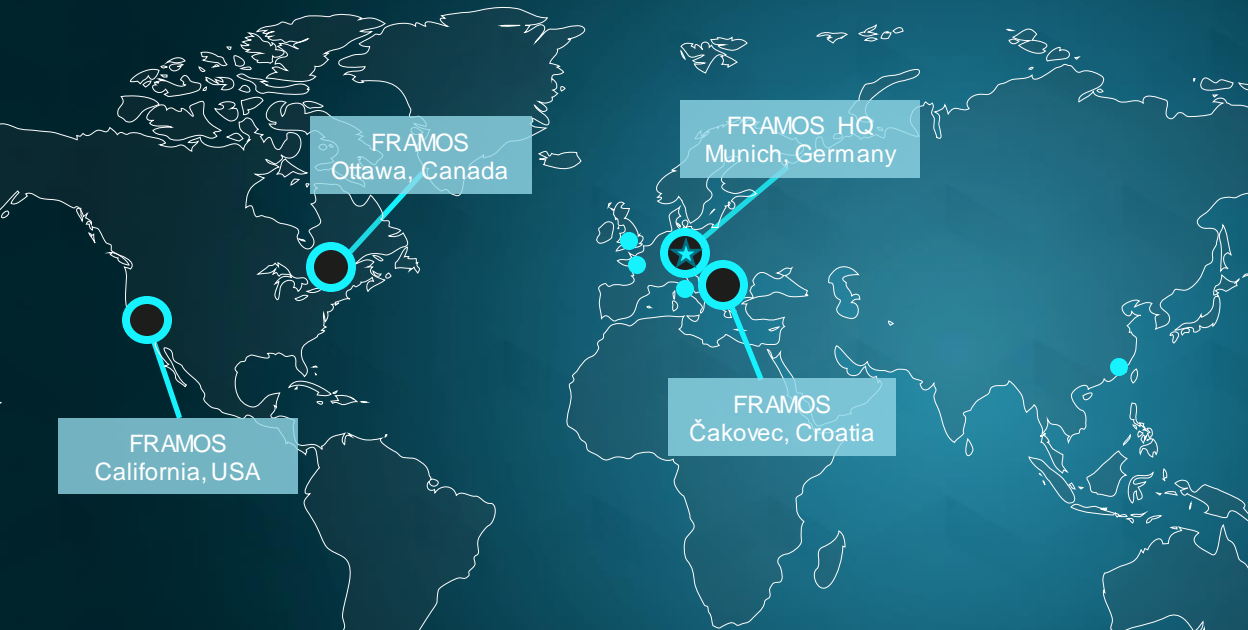 FRAMOS HQ
Munich, Germany
FRAMOS
Ottawa, Canada
FRAMOS
Čakovec, Croatia
FRAMOS
California, USA